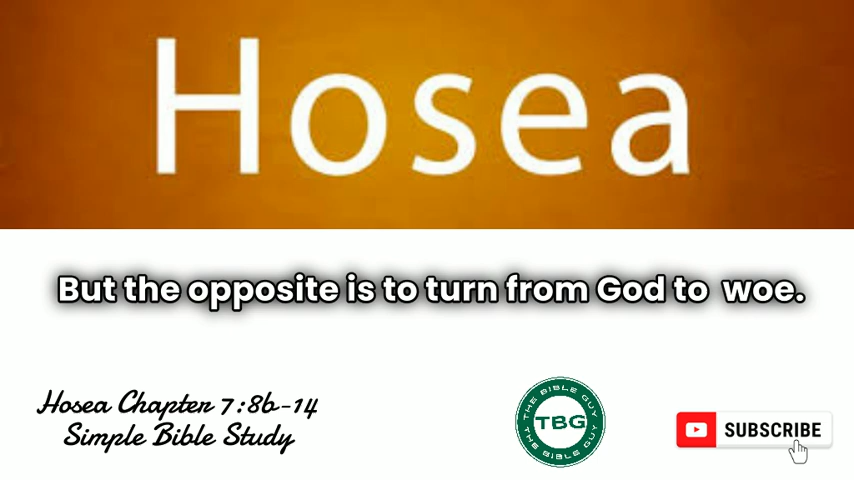 Hosea
But the opposite is to turn from God to woe.
Hosea Chapter 7:8b-14
Simple Bible Study
THE BIBLE GUY
TBG
THE BIBLE GUY
SUBSCRIBE